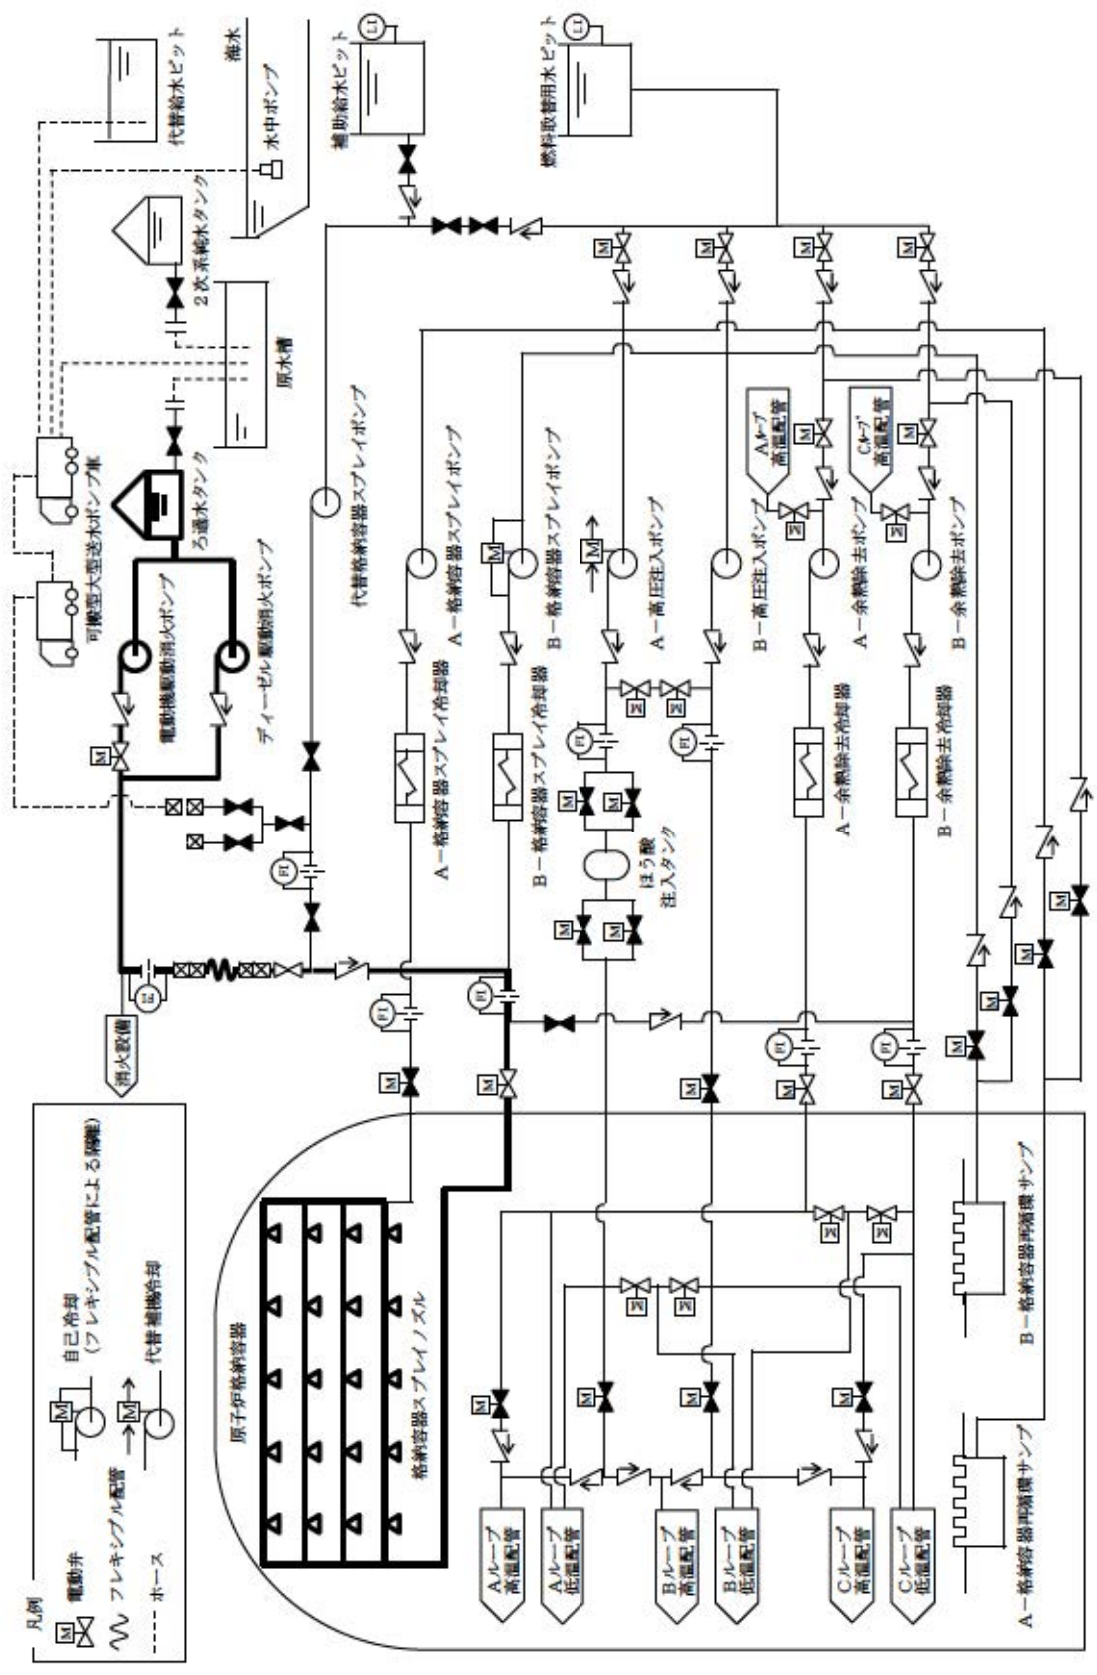 凡例
電動弁
フレキシブル配管
ホース
自己冷却
(フレキシブル配管による隔離)
代替補機冷却
M
M
M
消火設備
FI
M
電動機駆動消火ポンプ
ディーゼル駆動消火ポンプ
可搬型大型送水ポンプ車
ろ過水タンク
原水槽
2次系純水タンク
代替給水ピット
海水
水中ポンプ
補助給水ピット
LI
燃料取替用水ピット
LI
代替格納容器スプレイポンプ
FI
原子炉格納容器
格納容器スプレイノズル
M
FI
A-格納容器スプレイ冷却器
A-格納容器スプレイポンプ
M
FI
B-格納容器スプレイ冷却器
B-格納容器スプレイポンプ
M
M
M
ほう酸
注入タンク
M
M
FI
M
M
A-高圧注入ポンプ
M
M
M
FI
B-高圧注入ポンプ
M
M
FI
A-余熱除去冷却器
A-余熱除去ポンプ
M
Aループ
高温配管
M
M
M
FI
B-余熱除去冷却器
B-余熱除去ポンプ
M
Cループ
高温配管
M
M
Aループ
高温配管
M
Aループ
低温配管
M
Bループ
高温配管
M
Bループ
低温配管
M
M
Cループ
高温配管
M
Cループ
低温配管
M
M
M
M
M
M
A-格納容器再循環サンプ
B-格納容器再循環サンプ